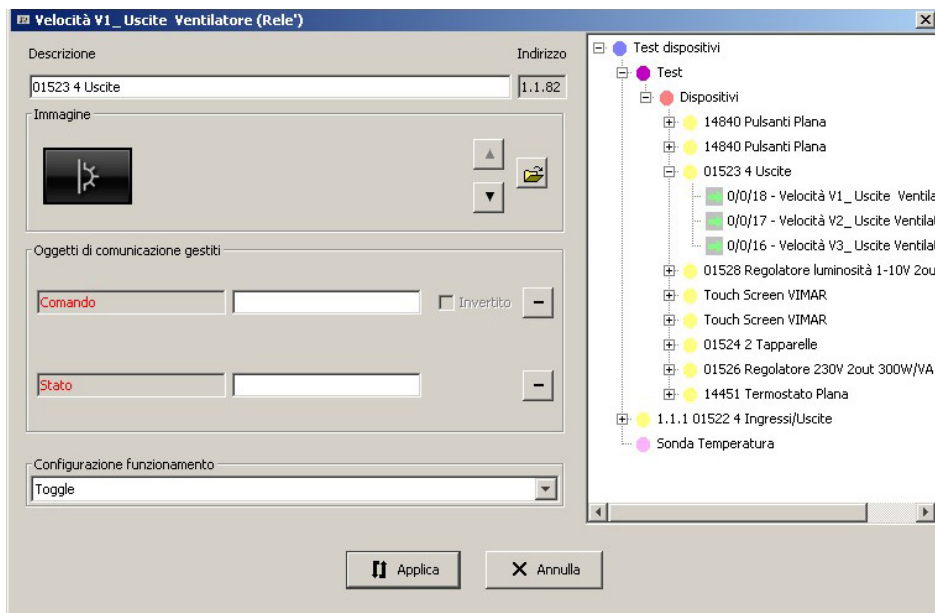 Velocità V1_ Uscite Ventilatore (Rele')
Descrizione
Indirizzo
01523 4 Uscite
1.1.82
Immagine
Oggetti di comunicazione gestiti
Comando
Invertito
Stato
Configurazione funzionamento
Toggle
Applica
Annulla
Test dispositivi
Test
Dispositivi
14840 Pulsanti Plana
14840 Pulsanti Plana
01523 4 Uscite
0/0/18 - Velocità V1_ Uscite Ventila
0/0/17 - Velocità V2_ Uscite Ventilat
0/0/16 - Velocità V3_ Uscite Ventilat
01528 Regolatore luminosità 1-10V 2ou
Touch Screen VIMAR
Touch Screen VIMAR
01524 2 Tapparelle
01526 Regolatore 230V 2out 300W/VA
14451 Termostato Plana
1.1.1 01522 4 Ingressi/Uscite
Sonda Temperatura